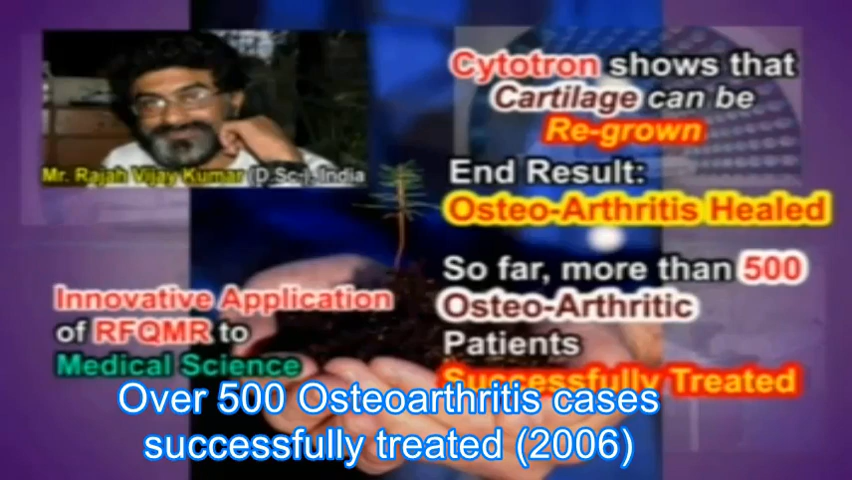 Mr. Rajah Vijay Kumar (D.Sc.), India
Cytotron shows that
Cartilage can be
Re-grown
End Result:
Osteo-Arthritis Healed
So far, more than 500
Osteo-Arthritic
Patients
Successfully Treated
Innovative Application
of RFQMR to
Medical Science
Over 500 Osteoarthritis cases
successfully treated (2006)